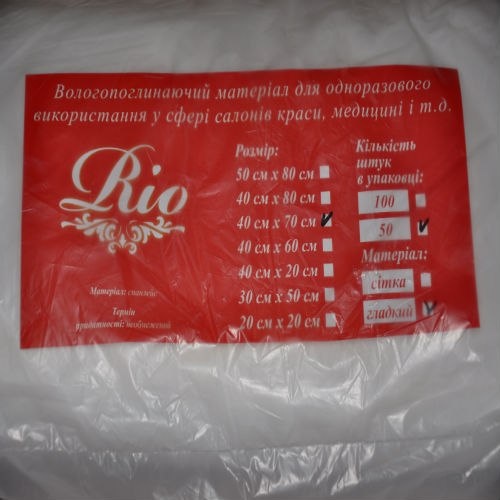 Вологопоглинаючий матеріал для одноразового
використання у сфері салонів краси, медицині і т.д.
Rio
Матеріал: спанлейс
Термін
придатності: необмежений
Розмір:
50 см х 80 см
40 см х 80 см
40 см х 70 см
40 см х 60 см
40 см х 20 см
30 см х 50 см
20 см х 20 см
Кількість
штук
в упаковці:
100
50
Матеріал:
сітка
гладкий